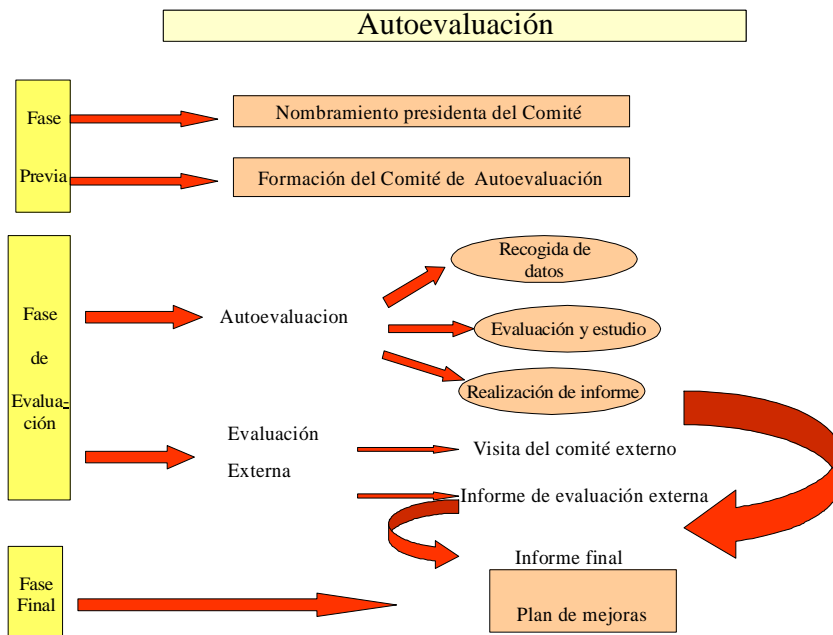 Autoevaluación
Fase
Previa
Nombramiento presidenta del Comité
Formación del Comité de Autoevaluación
Fase
de
Evalua-
ción
Autoevaluacion
Recogida de
datos
Evaluación y estudio
Realización de informe
Evaluación
Externa
Visita del comité externo
Informe de evaluación externa
Informe final
Fase
Final
Plan de mejoras